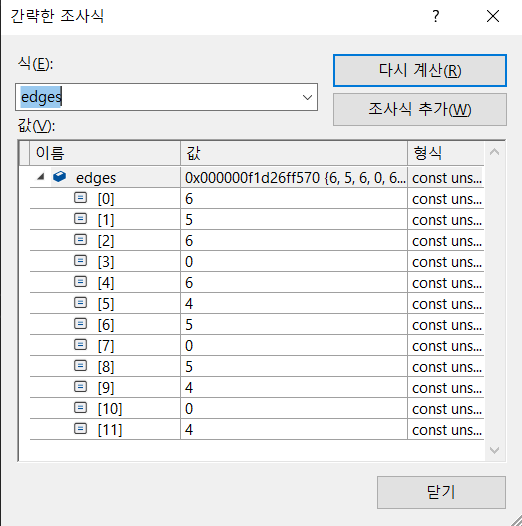 간략한 조사식
식(E):
다시 계산(R)
edges
조사식 추가(W)
값(V):
이름 값 형식
edges 0x000000f1d26ff570 {6, 5, 6, 0, 6... const uns...
[0] 6 const uns...
[1] 5 const uns...
[2] 6 const uns...
[3] 0 const uns...
[4] 6 const uns...
[5] 4 const uns...
[6] 5 const uns...
[7] 0 const uns...
[8] 5 const uns...
[9] 4 const uns...
[10] 0 const uns...
[11] 4 const uns...
닫기